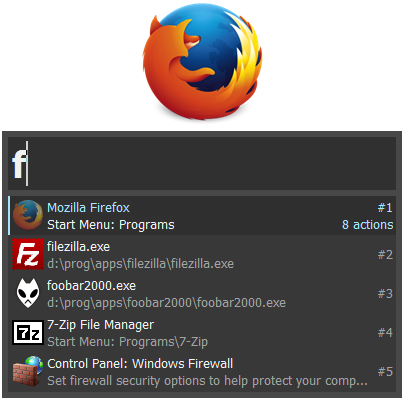 f
Mozilla Firefox #1
Start Menu: Programs 8 actions
Fz filezilla.exe #2
d:\prog\apps\filezilla\filezilla.exe
foobar2000.exe #3
d:\prog\apps\foobar2000\foobar2000.exe
7z 7-Zip File Manager #4
Start Menu: Programs\7-Zip
Control Panel: Windows Firewall #5
Set firewall security options to help protect your comp...